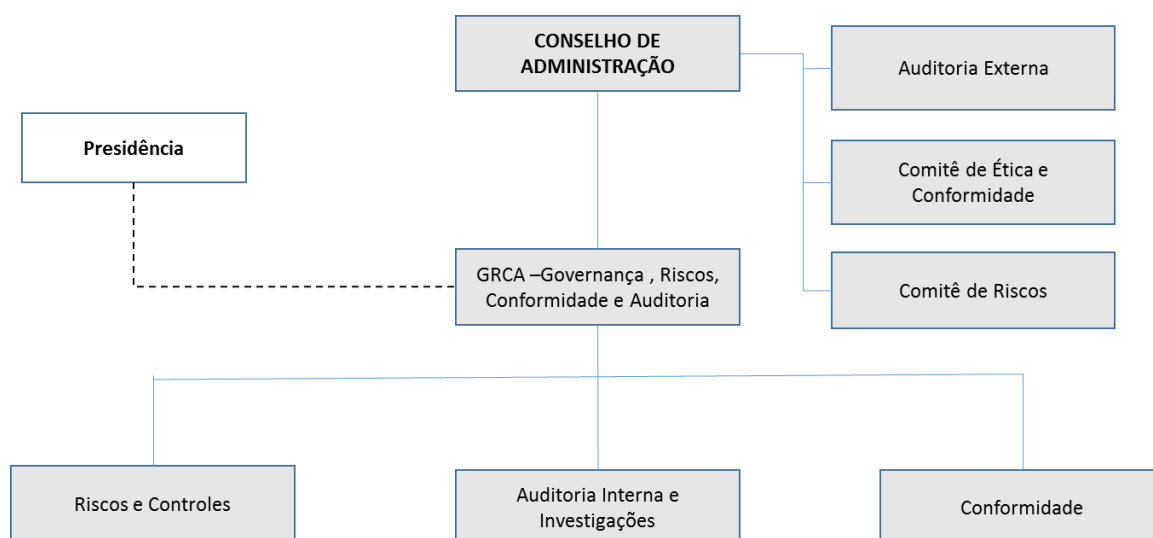 CONSELHO DE
ADMINISTRAÇÃO
Auditoria Externa
Presidência
Comitê de Ética e
Conformidade
GRCA –Governança , Riscos,
Conformidade e Auditoria
Comitê de Riscos
Riscos e Controles
Auditoria Interna e
Investigações
Conformidade